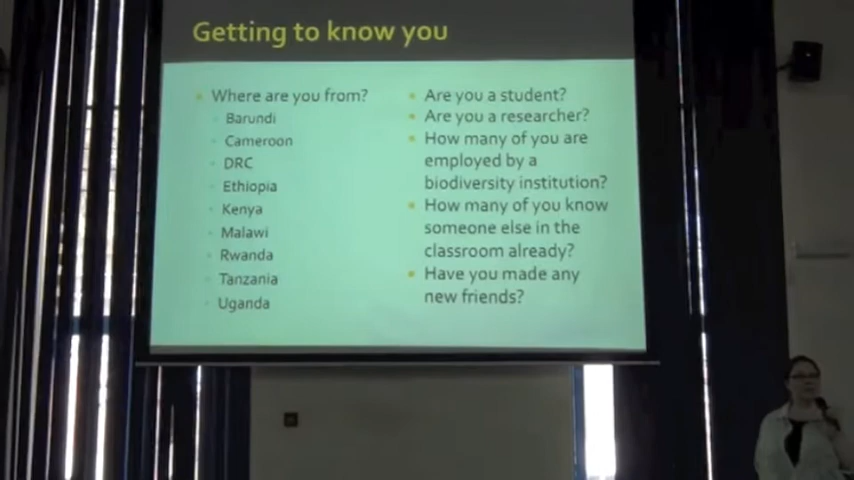 Getting to know you
Where are you from?
Barundi
Cameroon
DRC
Ethiopia
Kenya
Malawi
Rwanda
Tanzania
Uganda
Are you a student?
Are you a researcher?
How many of you are
employed by a
biodiversity institution?
How many of you know
someone else in the
classroom already?
Have you made any
new friends?